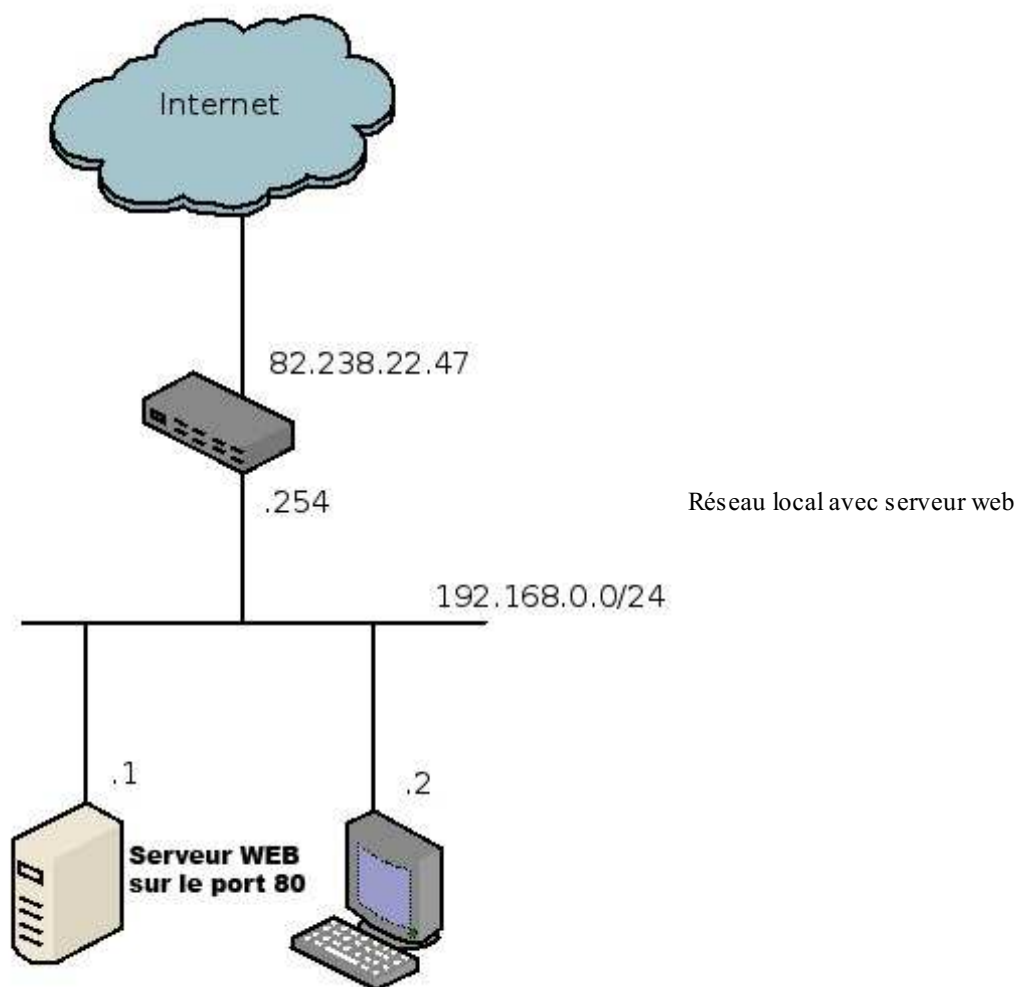 Internet
82.238.22.47
.254
Réseau local avec serveur web
192.168.0.0/24
.1
.2
Serveur WEB
sur le port 80